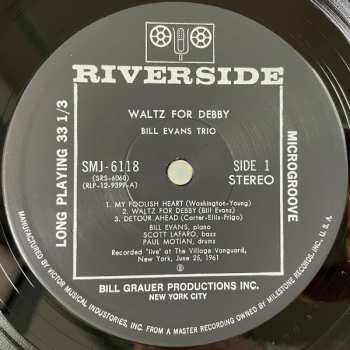 RIVERSIDE
WALTZ FOR DEBBY
BILL EVANS TRIO
SMJ-6118
(SRS-6060)
(RLP-12-9399-A)
SIDE 1
STEREO
LONG PLAYING 33 1/3
MICROGROOVE
1. MY FOOLISH HEART (Washington-Young)
2. WALTZ FOR DEBBY (Bill Evans)
3. DETOUR AHEAD (Carter-Ellis-Frigo)
BILL EVANS, piano
SCOTT LAFARO, bass
PAUL MOTIAN, drums
Recorded "live" at The Village Vanguard,
New York, June 25, 1961
BILL GRAUER PRODUCTIONS INC.
NEW YORK CITY
MANUFACTURED BY VICTOR MUSICAL INDUSTRIES, INC. FROM A MASTER RECORDING OWNED BY MILESTONE RECORDS, INC. U.S.A.